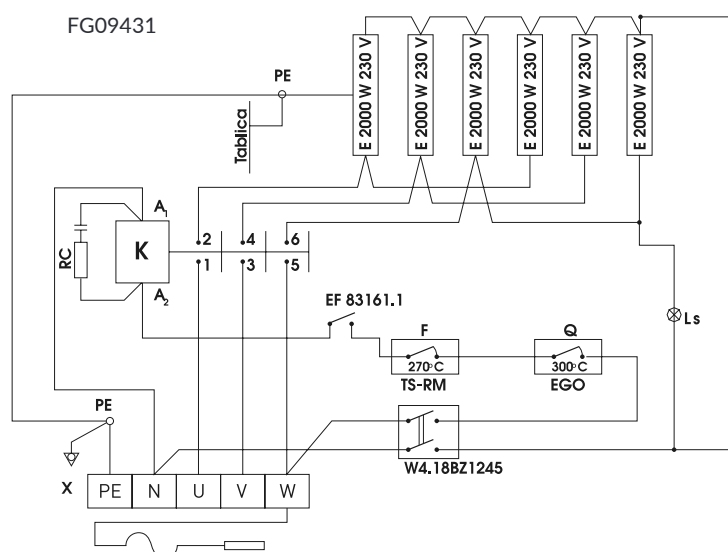 FG09431
PE
Tablica
E 2000 W 230 V
E 2000 W 230 V
E 2000 W 230 V
E 2000 W 230 V
E 2000 W 230 V
E 2000 W 230 V
A1
K
RC
A2
2 4 6
1 3 5
EF 83161.1
F
270°C
TS-RM
Q
300°C
EGO
Ls
PE
W4.18BZ1245
X PE N U V W